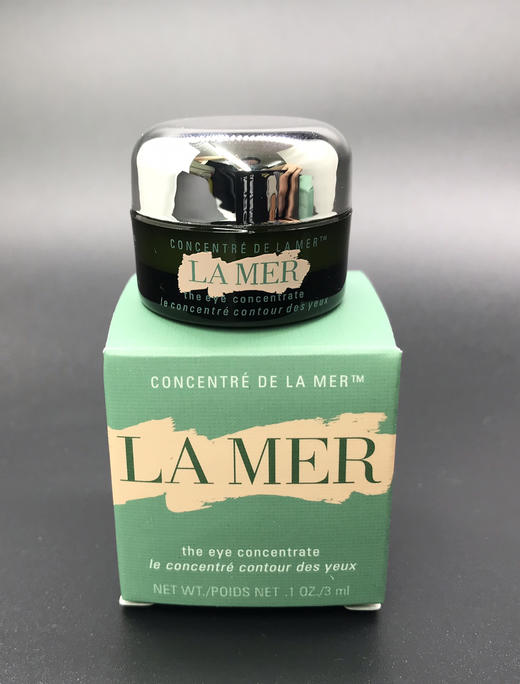 CONCENTRÉ DE LA MER™
LA MER
the eye concentrate
le concentré contour des yeux
CONCENTRÉ DE LA MER™
LA MER
the eye concentrate
le concentré contour des yeux
NET WT./POIDS NET .1 OZ./3 ml